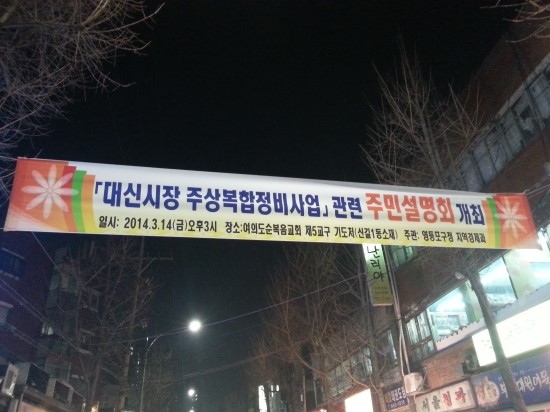 「대신시장 주상복합정비사업」 관련 주민설명회 개최
일시: 2014.3.14(금)오후3시 장소:여의도순복음교회 제5교구 기도처(신길1동소재) 주관: 영등포구청 지역경제과